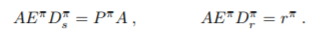 AE^π D_s^π = P^π A ,    AE^π D_r^π = r^π .